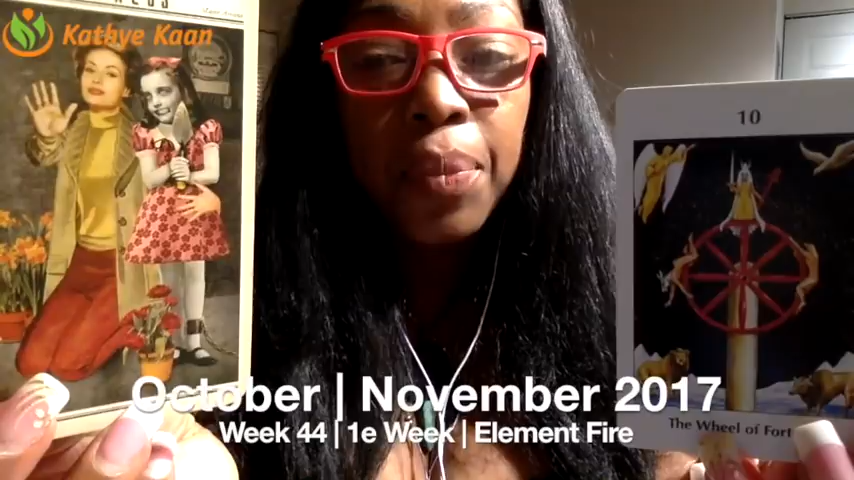 Kathye Kaan
10
The Wheel of Fort
October | November 2017
Week 44 | 1e Week | Element Fire